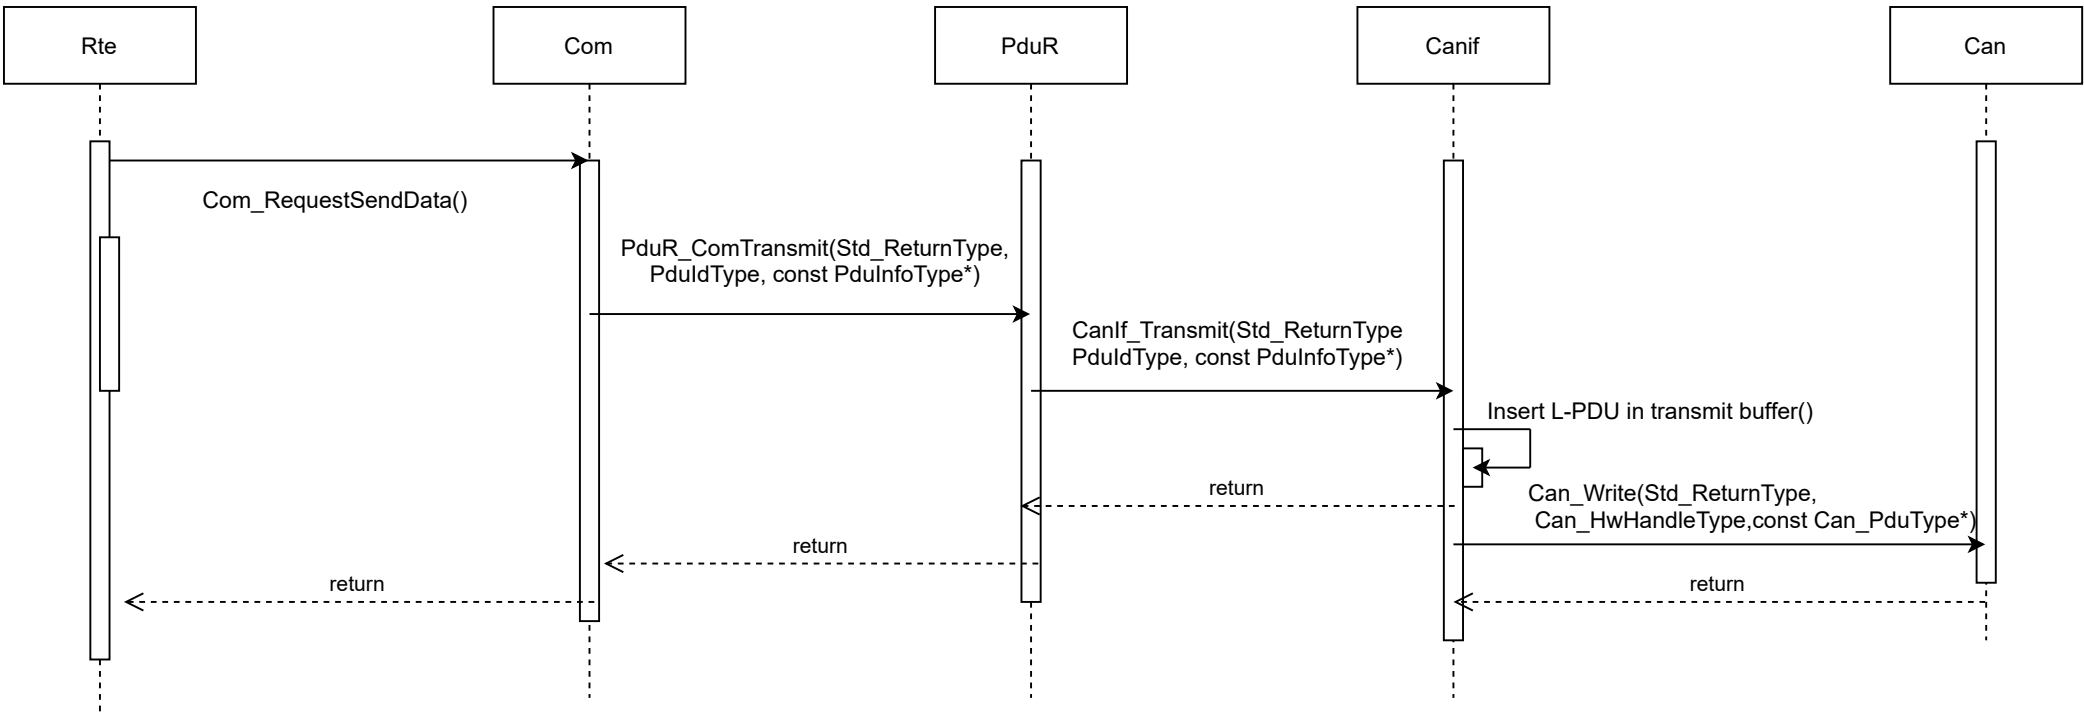 Rte
Com
PduR
Canif
Can
Com_RequestSendData()
PduR_ComTransmit(Std_ReturnType,
PduIdType, const PduInfoType*)
CanIf_Transmit(Std_ReturnType
PduIdType, const PduInfoType*)
Insert L-PDU in transmit buffer()
return
Can_Write(Std_ReturnType,
Can_HwHandleType,const Can_PduType*)
return
return
return